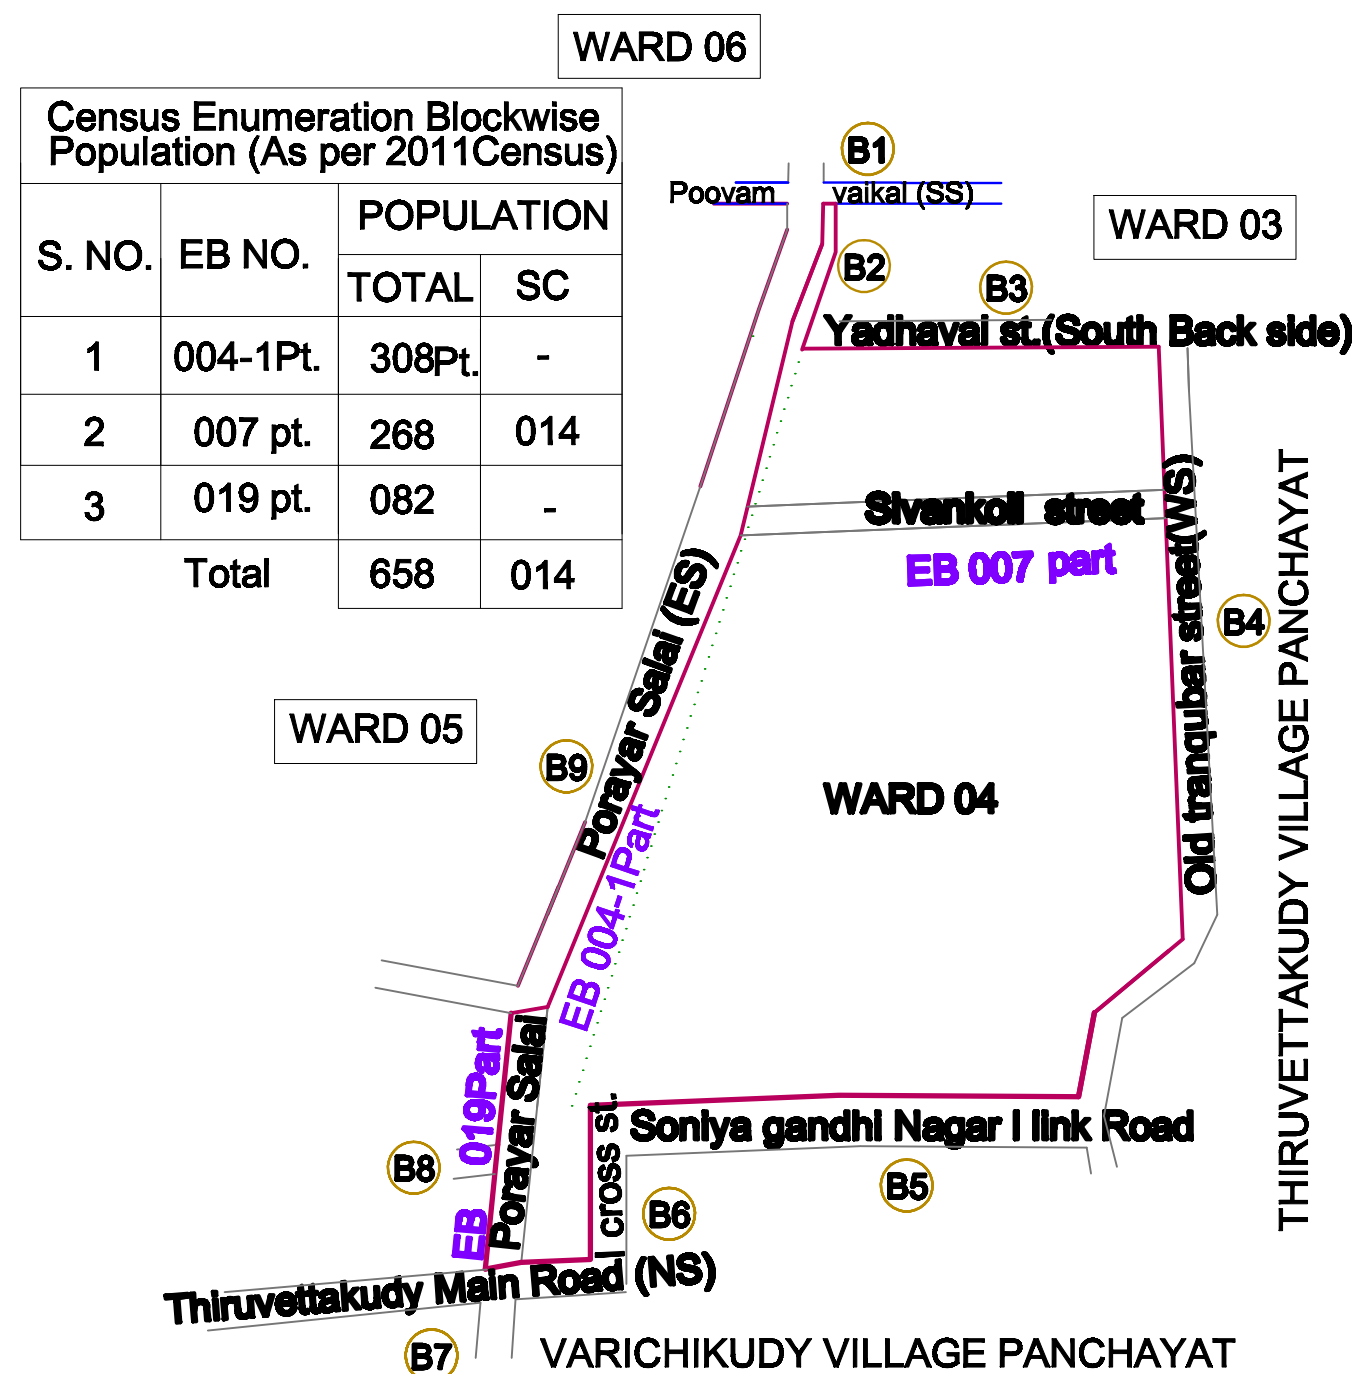 WARD 06
Census Enumeration Blockwise
Population (As per 2011Census)
S. NO.
EB NO.
POPULATION
TOTAL
SC
1
004-1Pt.
308Pt.
-
2
007 pt.
268
014
3
019 pt.
082
-
Total
658
014
B1
Poovam vaikal (SS)
WARD 03
B2
B3
Yadhavai st.(South Back side)
Sivankoil street
EB 007 part
Old tranqubar street(WS)
B4
THIRUVETTAKUDY VILLAGE PANCHAYAT
Porayar Salai (ES)
WARD 05
B9
WARD 04
EB 004-1Part
EB 019Part
Porayar Salai
B8
Soniya gandhi Nagar I link Road
I cross st.
B5
B6
Thiruvettakudy Main Road (NS)
B7
VARICHIKUDY VILLAGE PANCHAYAT